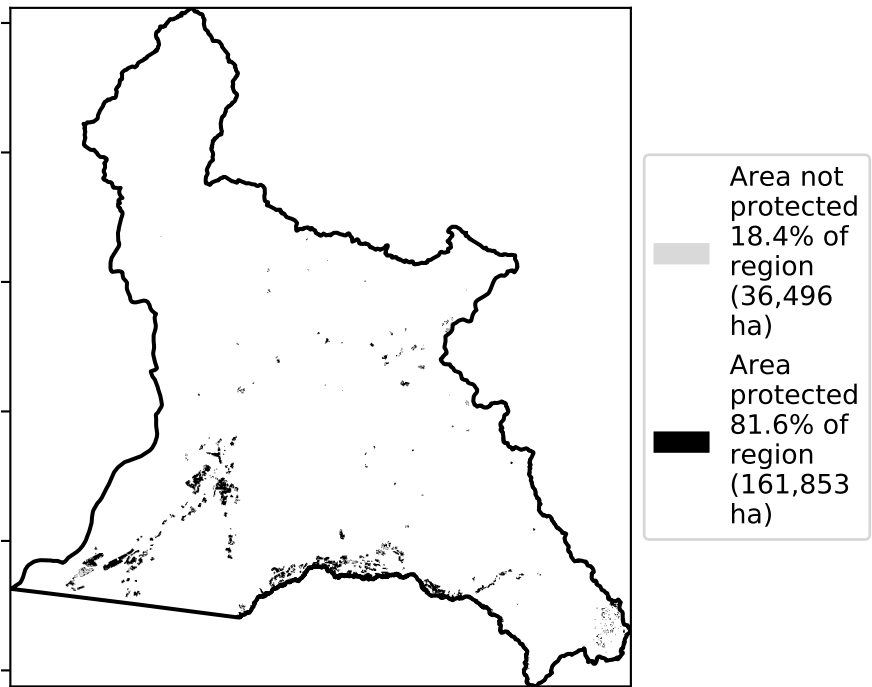 Area not
protected
18.4% of
region
(36,496
ha)
Area
protected
81.6% of
region
(161,853
ha)